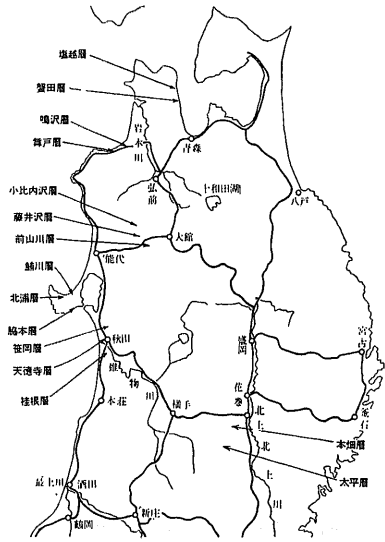 塩越層
蟹田層
鳴沢層
舞戸層
岩木川
青森
弘前
十和田湖
八戸
小比内沢層
藤井沢層
前山川層
大館
能代
鮪川層
北浦層
脇本層
笹岡層
天徳寺層
桂根層
秋田
雄物川
盛岡
宮古
花巻
釜石
本荘
横手
北上
北上川
本畑層
太平層
最上川
酒田
鶴岡
新庄